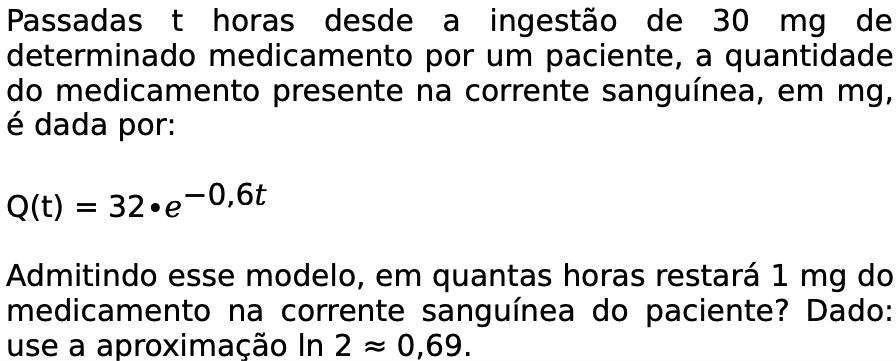 Passadas t horas desde a ingestão de 30 mg de
determinado medicamento por um paciente, a quantidade
do medicamento presente na corrente sanguínea, em mg,
é dada por:
Q(t) = 32•e^−0,6t
Admitindo esse modelo, em quantas horas restará 1 mg do
medicamento na corrente sanguínea do paciente? Dado:
use a aproximação ln 2 ≈ 0,69.